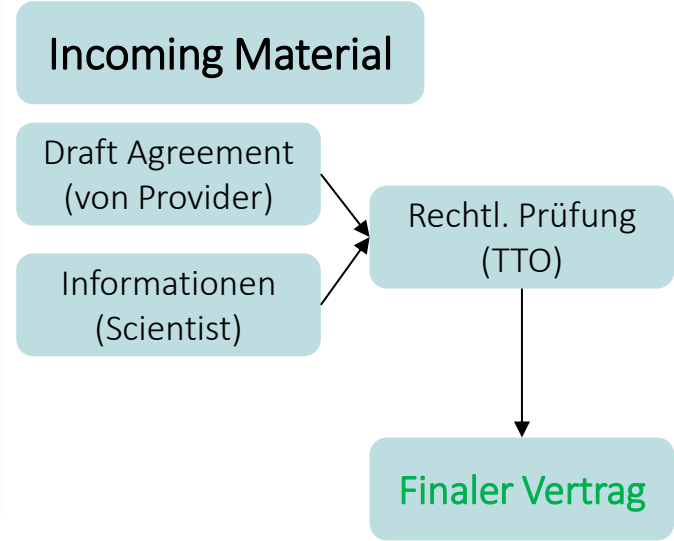 Incoming Material
Draft Agreement
(von Provider)
Informationen
(Scientist)
Rechtl. Prüfung
(TTO)
Finaler Vertrag